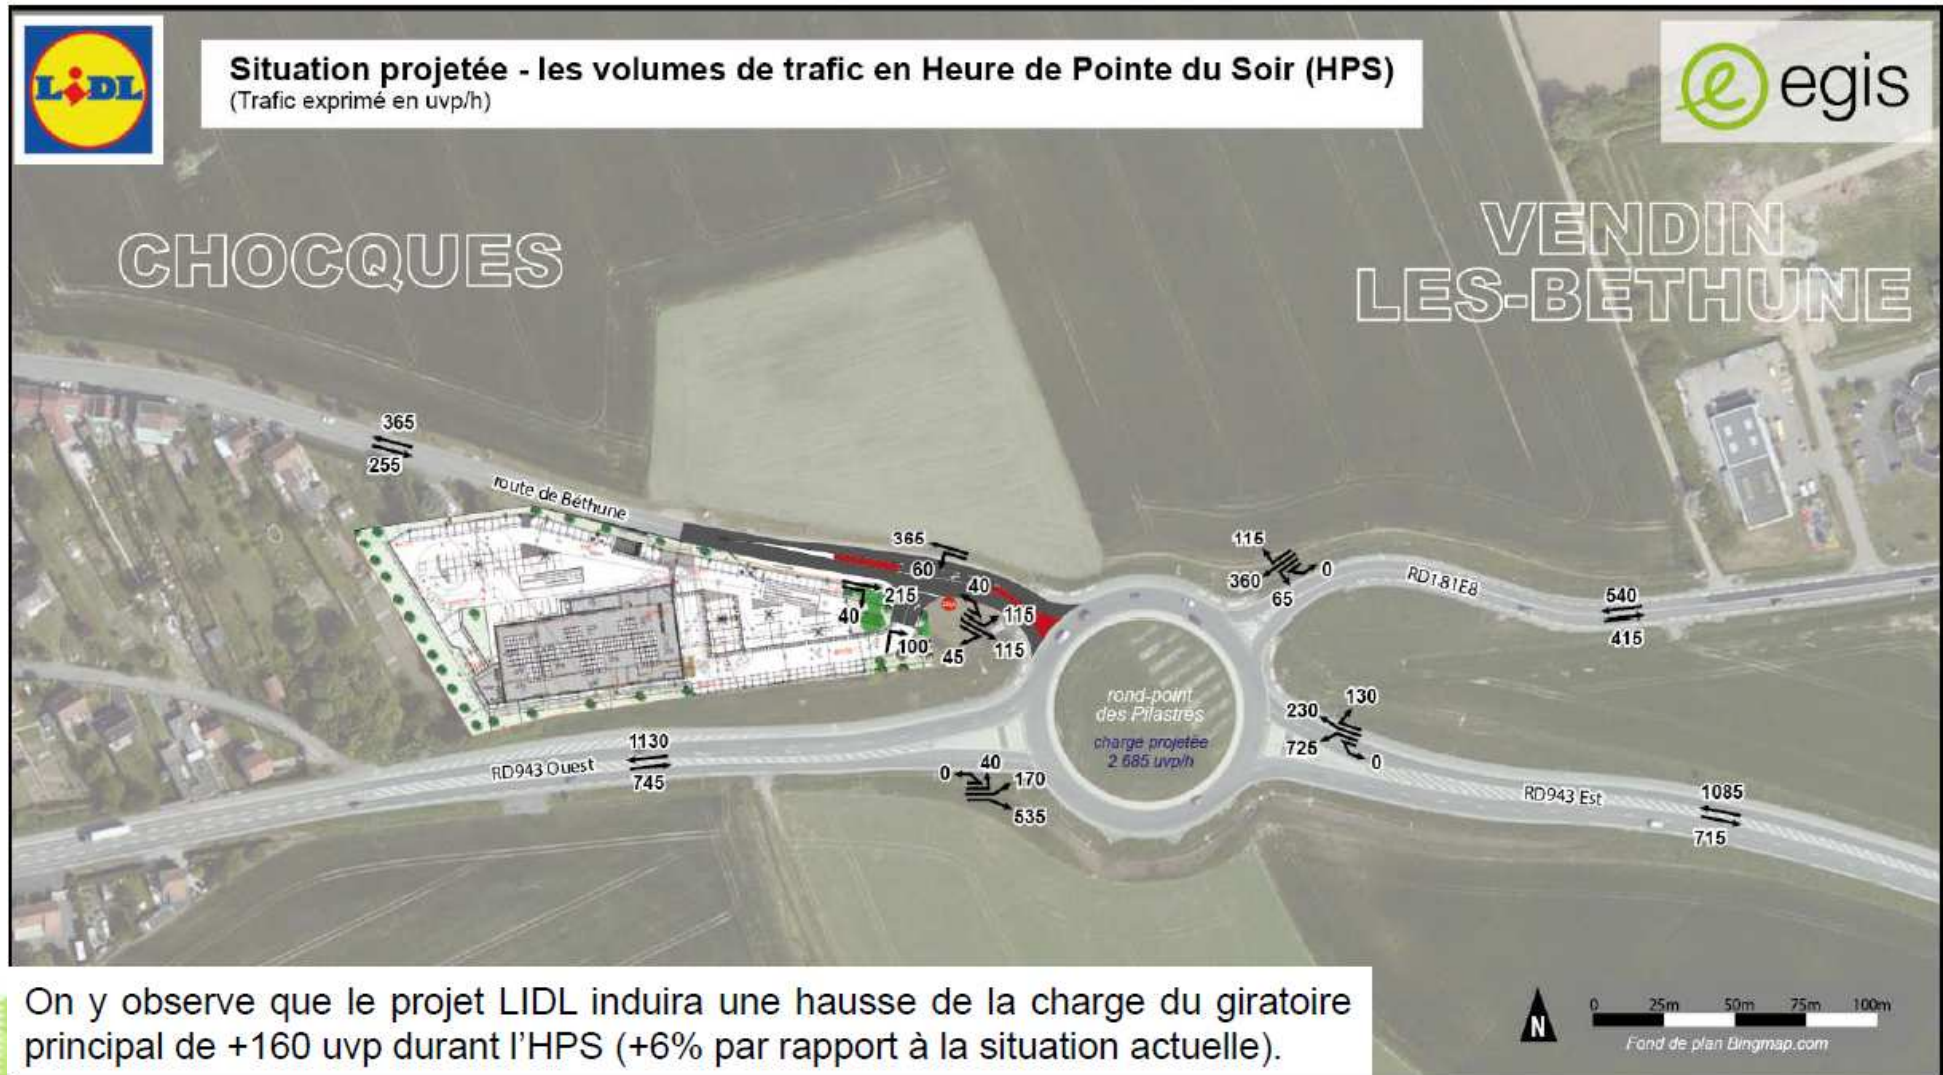 LiDL
Situation projetée - les volumes de trafic en Heure de Pointe du Soir (HPS)
(Trafic exprimé en uvp/h)
egis
CHOCQUES
VENDIN
LES-BETHUNE
365
255
route de Béthune
365
60
40
215
40
115
100
45
115
115
360
0
65
RD181E8
540
415
rond-point
des Pilastres
charge projetée
2 685 uvp/h
130
230
725
0
1130
745
RD943 Ouest
0
40
170
535
RD943 Est
1085
715
On y observe que le projet LIDL induira une hausse de la charge du giratoire
principal de +160 uvp durant l'HPS (+6% par rapport à la situation actuelle).
N
0 25m 50m 75m 100m
Fond de plan Bingmap.com